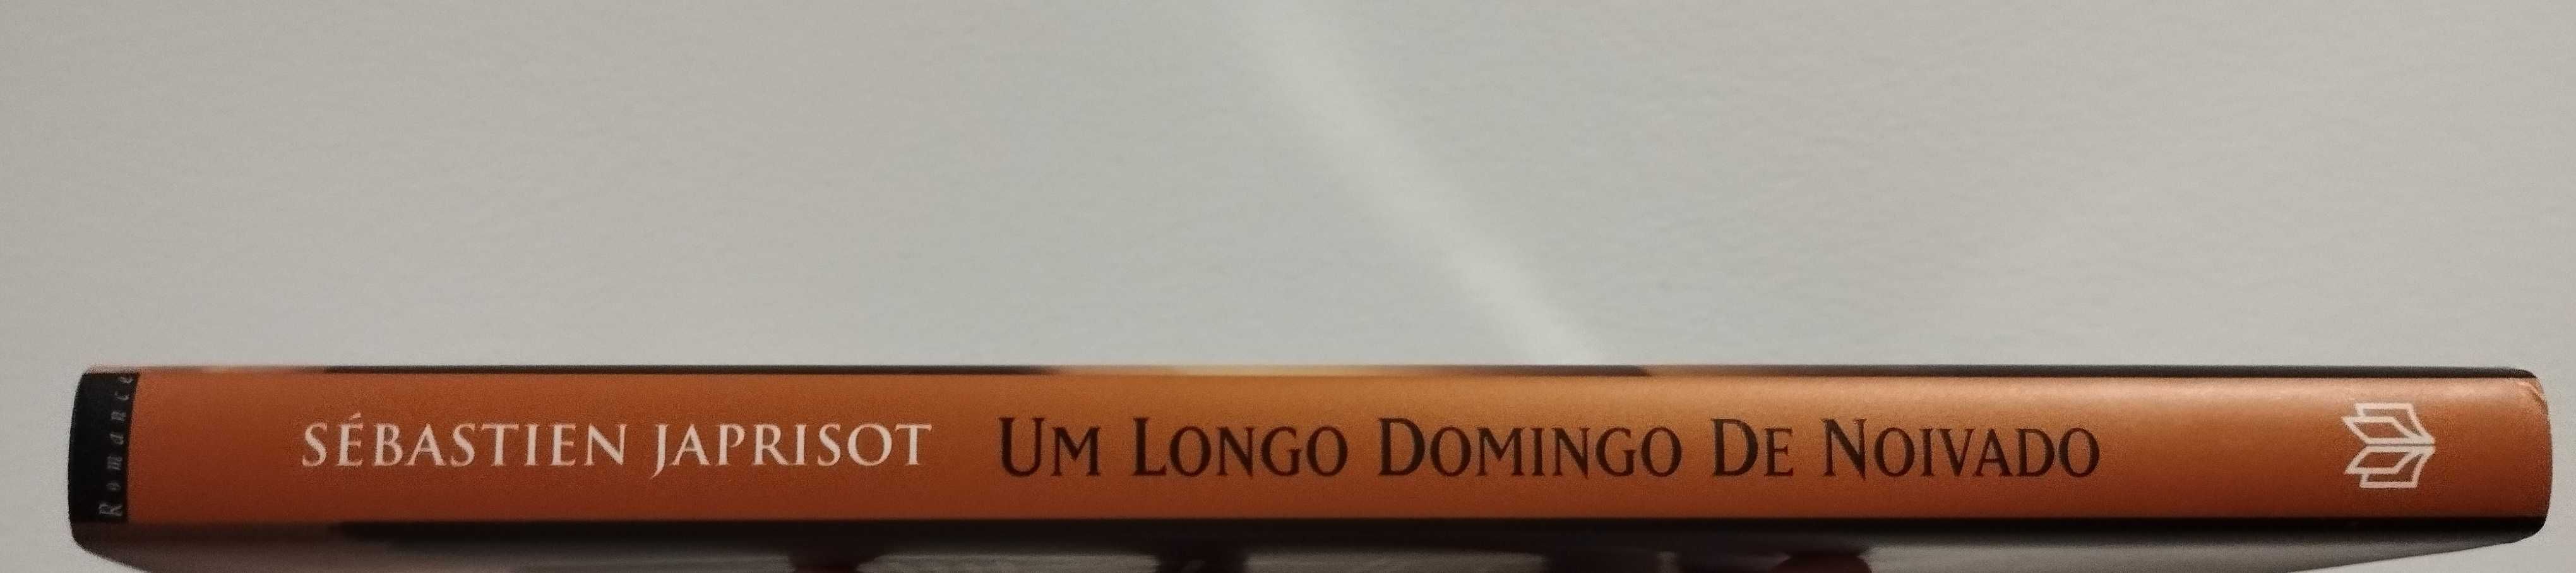 Romance
SÉBASTIEN JAPRISOT UM LONGO DOMINGO DE NOIVADO